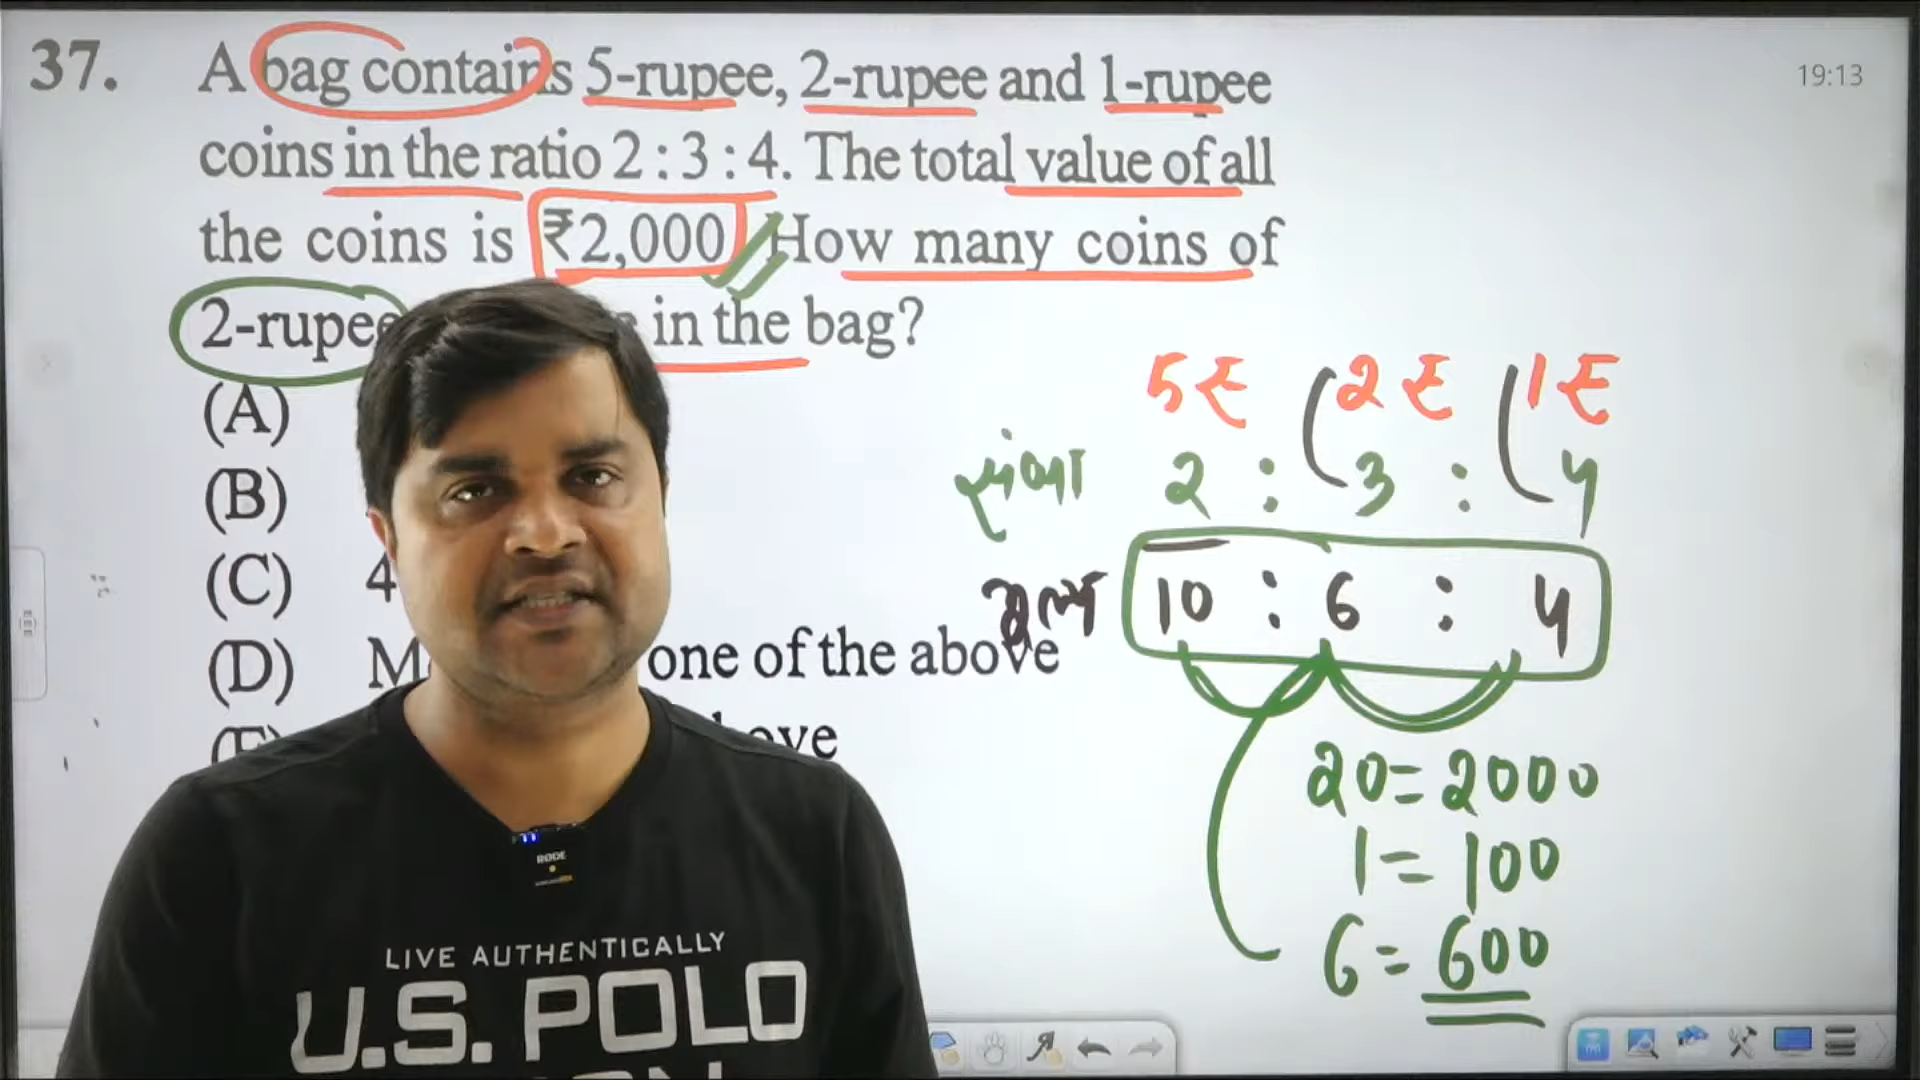 37. A bag contains 5-rupee, 2-rupee and 1-rupee
coins in the ratio 2 : 3 : 4. The total value of all
the coins is ₹2,000 How many coins of
2-rupee in the bag?
(A)
(B)
(C) 4
(D) M one of the above
(E) bove
19:13
5₹ 2₹ 1₹
संख्या 2 : 3 : 4
मूल्य 10 : 6 : 4
20 = 2000
1 = 100
6 = 600
RØDE
LIVE AUTHENTICALLY
U.S. POLO